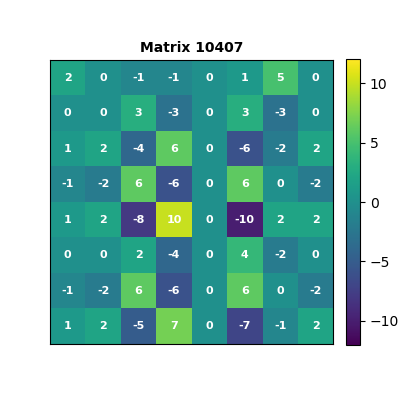 Matrix 10407
2 0 -1 -1 0 1 5 0
0 0 3 -3 0 3 -3 0
1 2 -4 6 0 -6 -2 2
-1 -2 6 -6 0 6 0 -2
1 2 -8 10 0 -10 2 2
0 0 2 -4 0 4 -2 0
-1 -2 6 -6 0 6 0 -2
1 2 -5 7 0 -7 -1 2
10
5
0
−5
−10